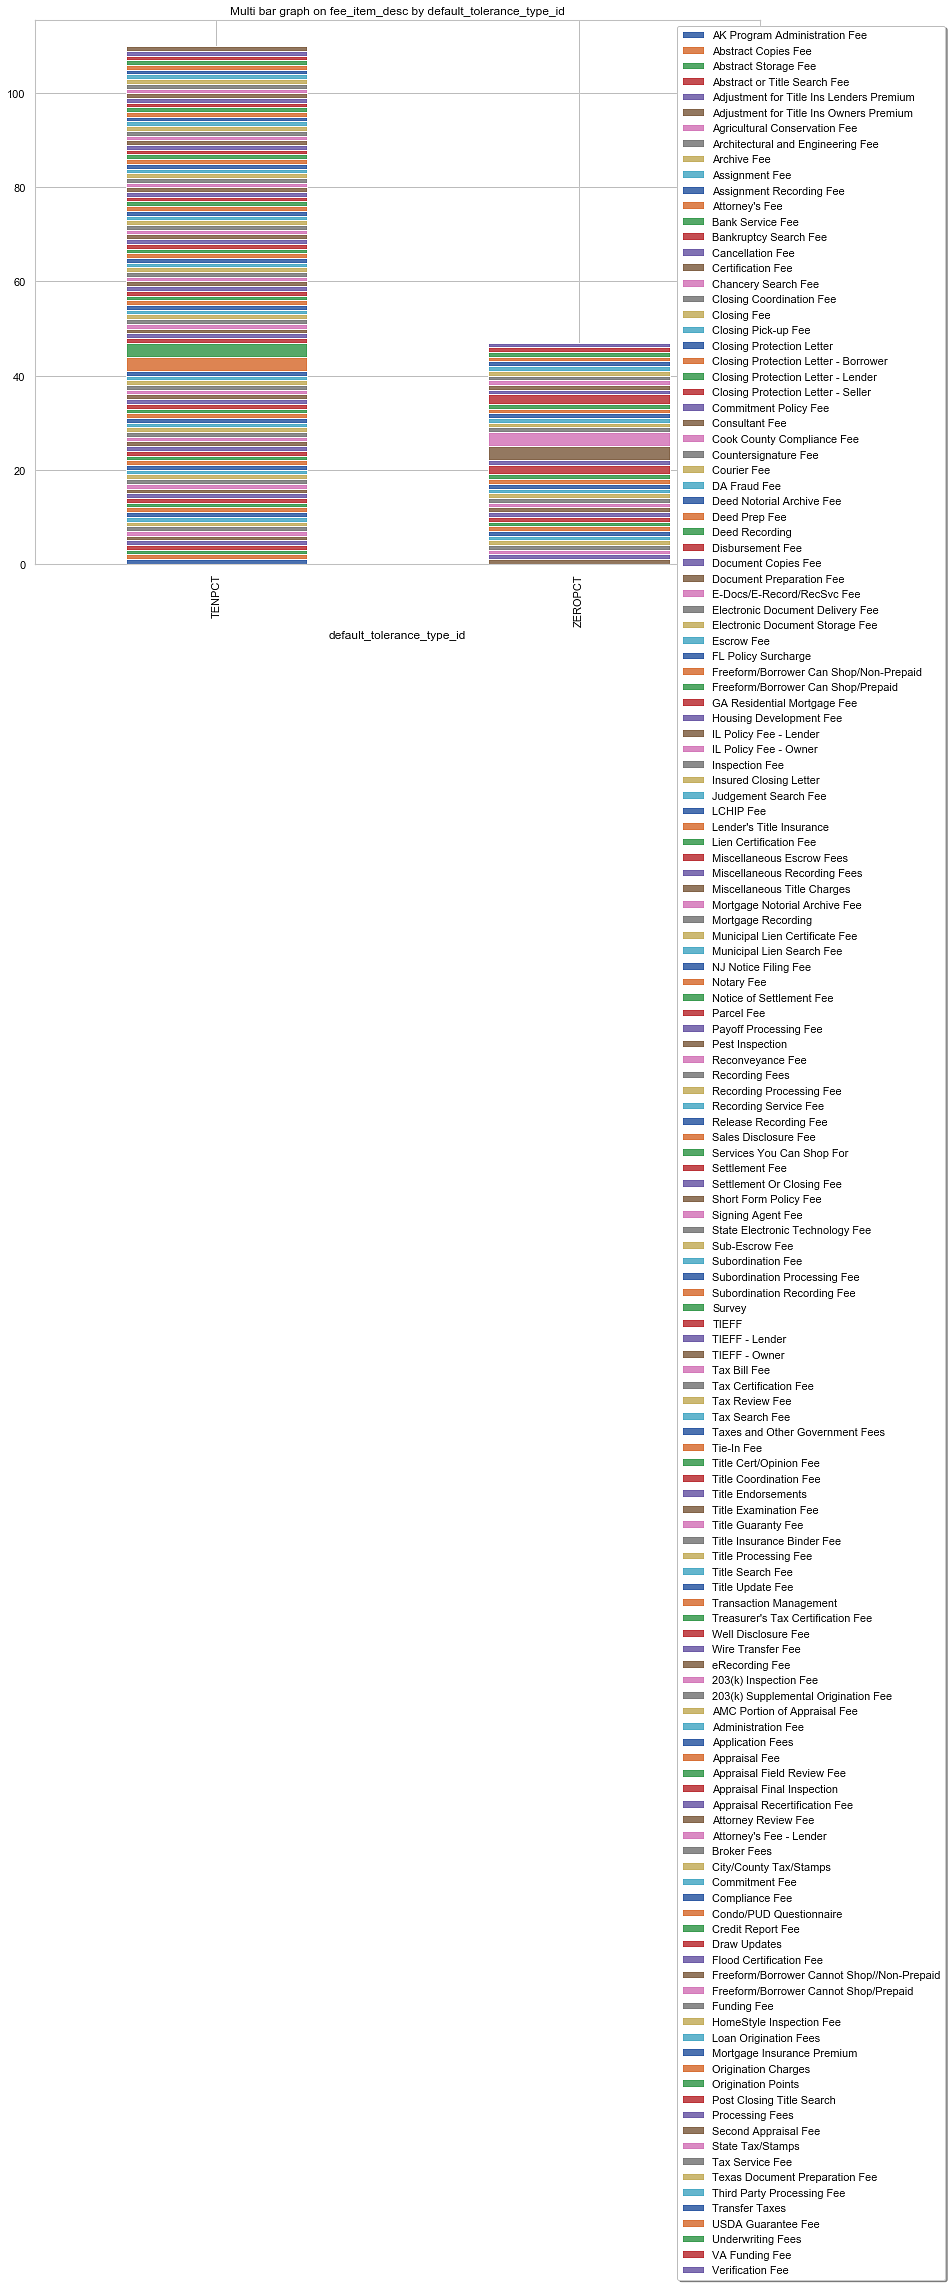 Multi bar graph on fee_item_desc by default_tolerance_type_id
100
80
60
40
20
0
TENPCT
ZEROPCT
default_tolerance_type_id
AK Program Administration Fee
Abstract Copies Fee
Abstract Storage Fee
Abstract or Title Search Fee
Adjustment for Title Ins Lenders Premium
Adjustment for Title Ins Owners Premium
Agricultural Conservation Fee
Architectural and Engineering Fee
Archive Fee
Assignment Fee
Assignment Recording Fee
Attorney's Fee
Bank Service Fee
Bankruptcy Search Fee
Cancellation Fee
Certification Fee
Chancery Search Fee
Closing Coordination Fee
Closing Fee
Closing Pick-up Fee
Closing Protection Letter
Closing Protection Letter - Borrower
Closing Protection Letter - Lender
Closing Protection Letter - Seller
Commitment Policy Fee
Consultant Fee
Cook County Compliance Fee
Countersignature Fee
Courier Fee
DA Fraud Fee
Deed Notorial Archive Fee
Deed Prep Fee
Deed Recording
Disbursement Fee
Document Copies Fee
Document Preparation Fee
E-Docs/E-Record/RecSvc Fee
Electronic Document Delivery Fee
Electronic Document Storage Fee
Escrow Fee
FL Policy Surcharge
Freeform/Borrower Can Shop/Non-Prepaid
Freeform/Borrower Can Shop/Prepaid
GA Residential Mortgage Fee
Housing Development Fee
IL Policy Fee - Lender
IL Policy Fee - Owner
Inspection Fee
Insured Closing Letter
Judgement Search Fee
LCHIP Fee
Lender's Title Insurance
Lien Certification Fee
Miscellaneous Escrow Fees
Miscellaneous Recording Fees
Miscellaneous Title Charges
Mortgage Notorial Archive Fee
Mortgage Recording
Municipal Lien Certificate Fee
Municipal Lien Search Fee
NJ Notice Filing Fee
Notary Fee
Notice of Settlement Fee
Parcel Fee
Payoff Processing Fee
Pest Inspection
Reconveyance Fee
Recording Fees
Recording Processing Fee
Recording Service Fee
Release Recording Fee
Sales Disclosure Fee
Services You Can Shop For
Settlement Fee
Settlement Or Closing Fee
Short Form Policy Fee
Signing Agent Fee
State Electronic Technology Fee
Sub-Escrow Fee
Subordination Fee
Subordination Processing Fee
Subordination Recording Fee
Survey
TIEFF
TIEFF - Lender
TIEFF - Owner
Tax Bill Fee
Tax Certification Fee
Tax Review Fee
Tax Search Fee
Taxes and Other Government Fees
Tie-In Fee
Title Cert/Opinion Fee
Title Coordination Fee
Title Endorsements
Title Examination Fee
Title Guaranty Fee
Title Insurance Binder Fee
Title Processing Fee
Title Search Fee
Title Update Fee
Transaction Management
Treasurer's Tax Certification Fee
Well Disclosure Fee
Wire Transfer Fee
eRecording Fee
203(k) Inspection Fee
203(k) Supplemental Origination Fee
AMC Portion of Appraisal Fee
Administration Fee
Application Fees
Appraisal Fee
Appraisal Field Review Fee
Appraisal Final Inspection
Appraisal Recertification Fee
Attorney Review Fee
Attorney's Fee - Lender
Broker Fees
City/County Tax/Stamps
Commitment Fee
Compliance Fee
Condo/PUD Questionnaire
Credit Report Fee
Draw Updates
Flood Certification Fee
Freeform/Borrower Cannot Shop//Non-Prepaid
Freeform/Borrower Cannot Shop/Prepaid
Funding Fee
HomeStyle Inspection Fee
Loan Origination Fees
Mortgage Insurance Premium
Origination Charges
Origination Points
Post Closing Title Search
Processing Fees
Second Appraisal Fee
State Tax/Stamps
Tax Service Fee
Texas Document Preparation Fee
Third Party Processing Fee
Transfer Taxes
USDA Guarantee Fee
Underwriting Fees
VA Funding Fee
Verification Fee